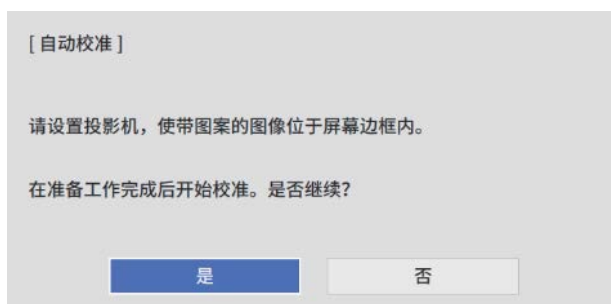 [ 自动校准 ]
请设置投影机，使带图案的图像位于屏幕边框内。
在准备工作完成后开始校准。是否继续?
是
否